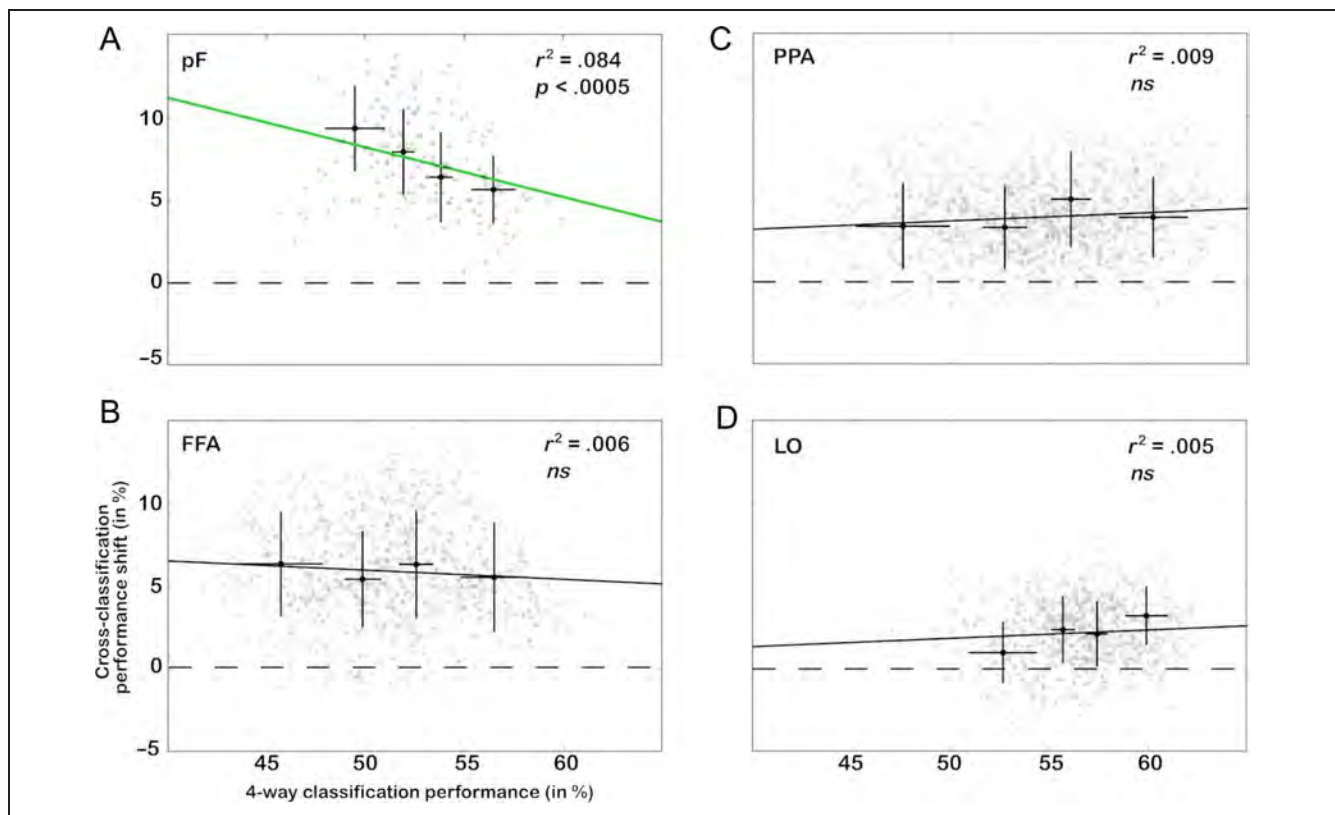 A
pF
r² = .084
p < .0005
10
5
0
−5
B
FFA
r² = .006
ns
Cross-classification
performance shift (in %)
10
5
0
−5
45 50 55 60
4-way classification performance (in %)
C
PPA
r² = .009
ns
D
LO
r² = .005
ns
45 50 55 60